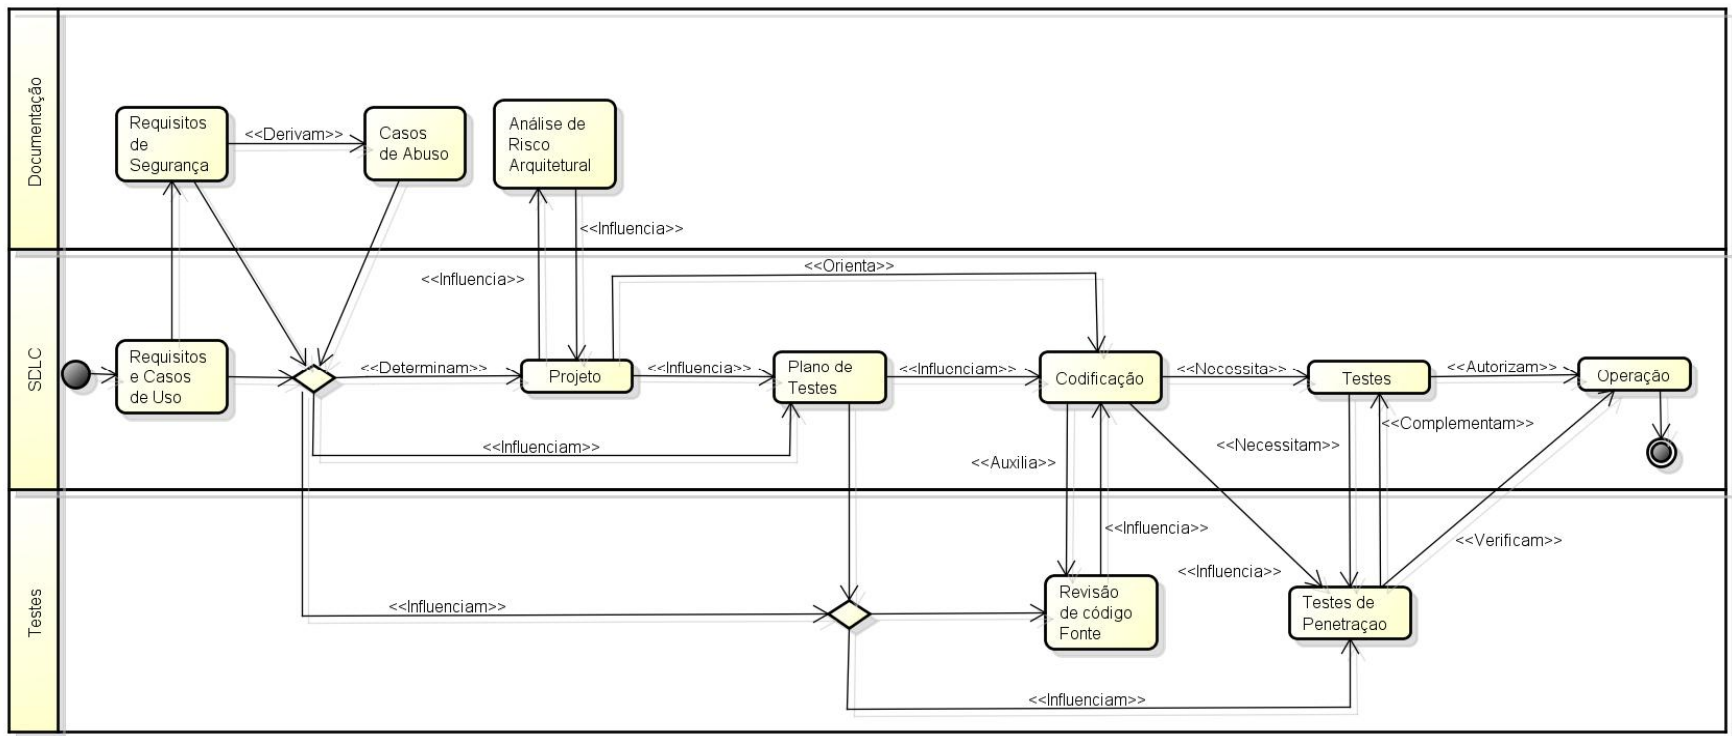 Documentação
Requisitos
de
Segurança
<<Derivam>>
Casos
de Abuso
Análise de
Risco
Arquitetural
<<Influencia>>
<<Influencia>>
<<Orienta>>
SDLC
Requisitos
e Casos
de Uso
<<Determinam>>
Projeto
<<Influencia>>
Plano de
Testes
<<Influenciam>>
Codificação
<<Necessita>>
Testes
<<Autorizam>>
Operação
<<Influenciam>>
<<Auxilia>>
<<Necessitam>>
<<Complementam>>
Testes
<<Influenciam>>
<<Influencia>>
Revisão
de código
Fonte
<<Influencia>>
<<Verificam>>
Testes de
Penetraçao
<<Influenciam>>